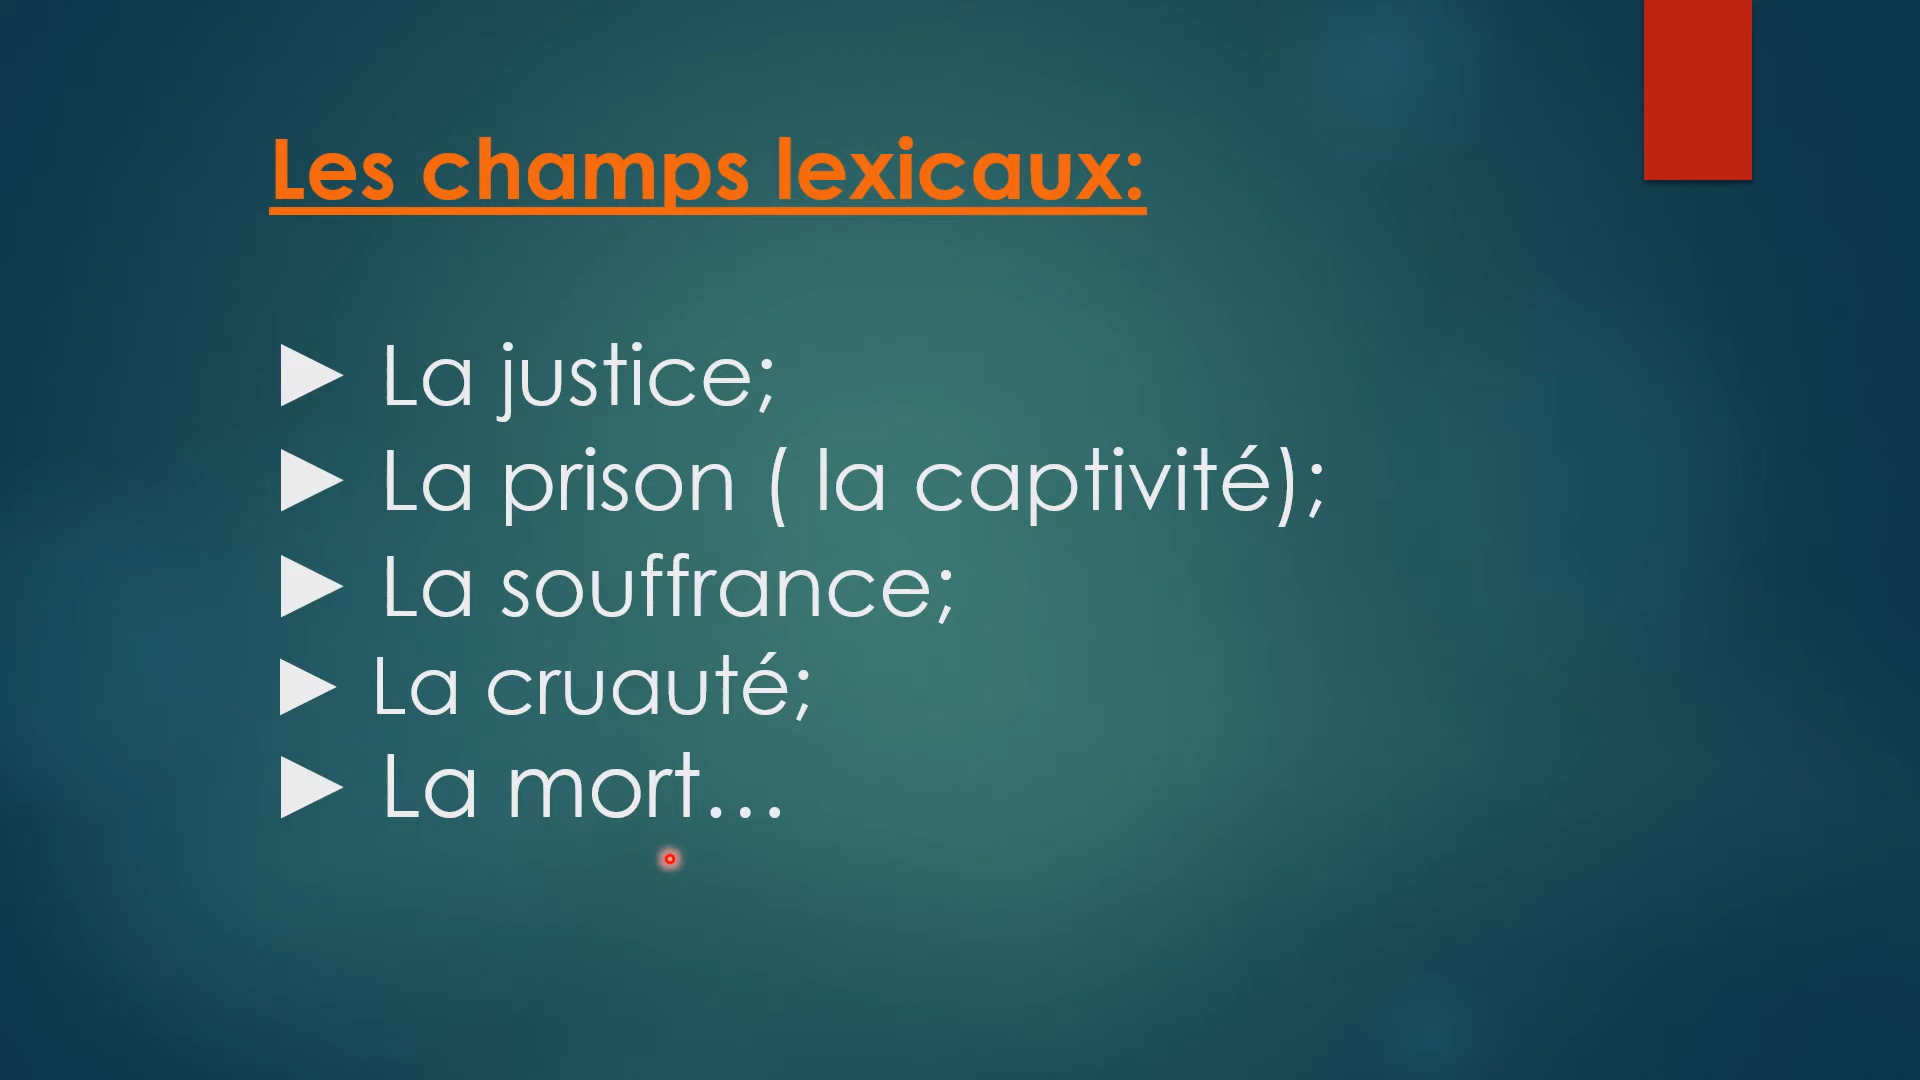 Les champs lexicaux:
► La justice;
► La prison ( la captivité);
► La souffrance;
► La cruauté;
► La mort...